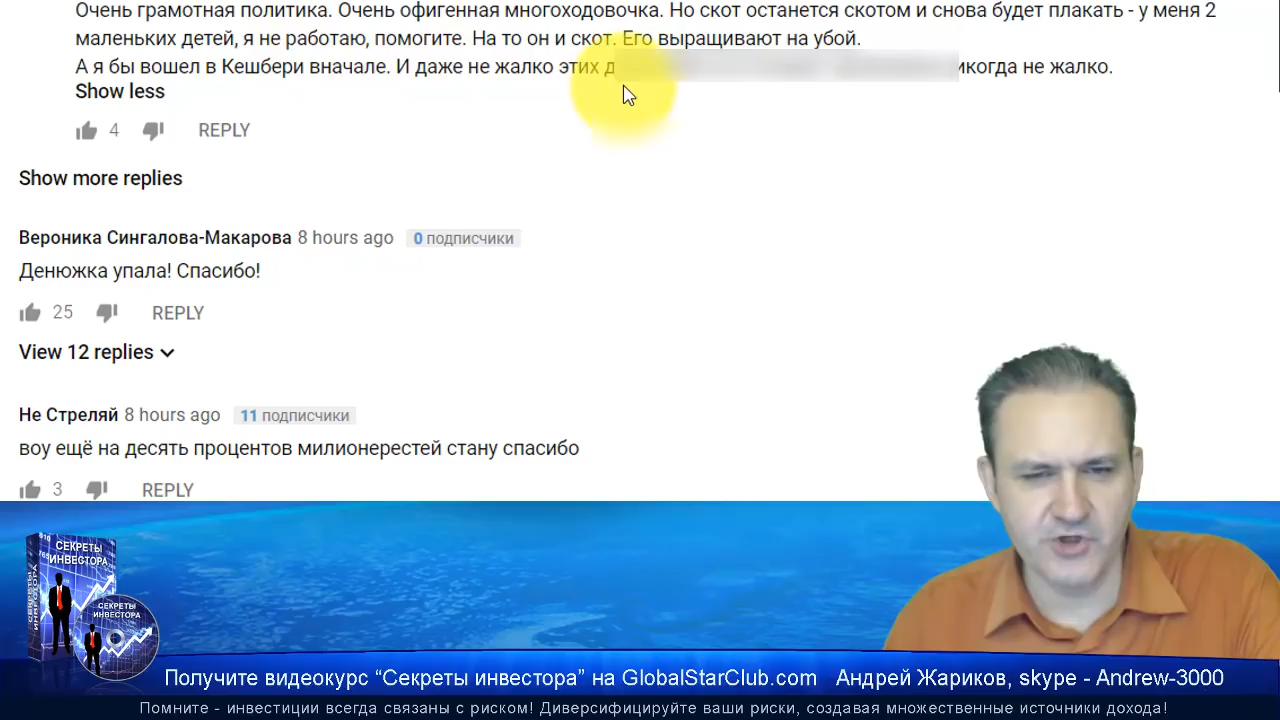 Очень грамотная политика. Очень офигенная многоходовочка. Но скот останется скотом и снова будет плакать - у меня 2
маленьких детей, я не работаю, помогите. На то он и скот. Его выращивают на убой.
А я бы вошел в Кешбери вначале. И даже не жалко этих никогда не жалко.
Show less
4 REPLY
Show more replies
Вероника Сингалова-Макарова 8 hours ago 0 подписчики
Денюжка упала! Спасибо!
25 REPLY
View 12 replies
Не Стреляй 8 hours ago 11 подписчики
воу ещё на десять процентов милионерестей стану спасибо
3 REPLY
СЕКРЕТЫ
ИНВЕСТОРА
СЕКРЕТЫ ИНВЕСТОРА
СЕКРЕТЫ
ИНВЕСТОРА
Получите видеокурс “Секреты инвестора” на GlobalStarClub.com Андрей Жариков, skype - Andrew-3000
Помните - инвестиции всегда связаны с риском! Диверсифицируйте ваши риски, создавая множественные источники дохода!